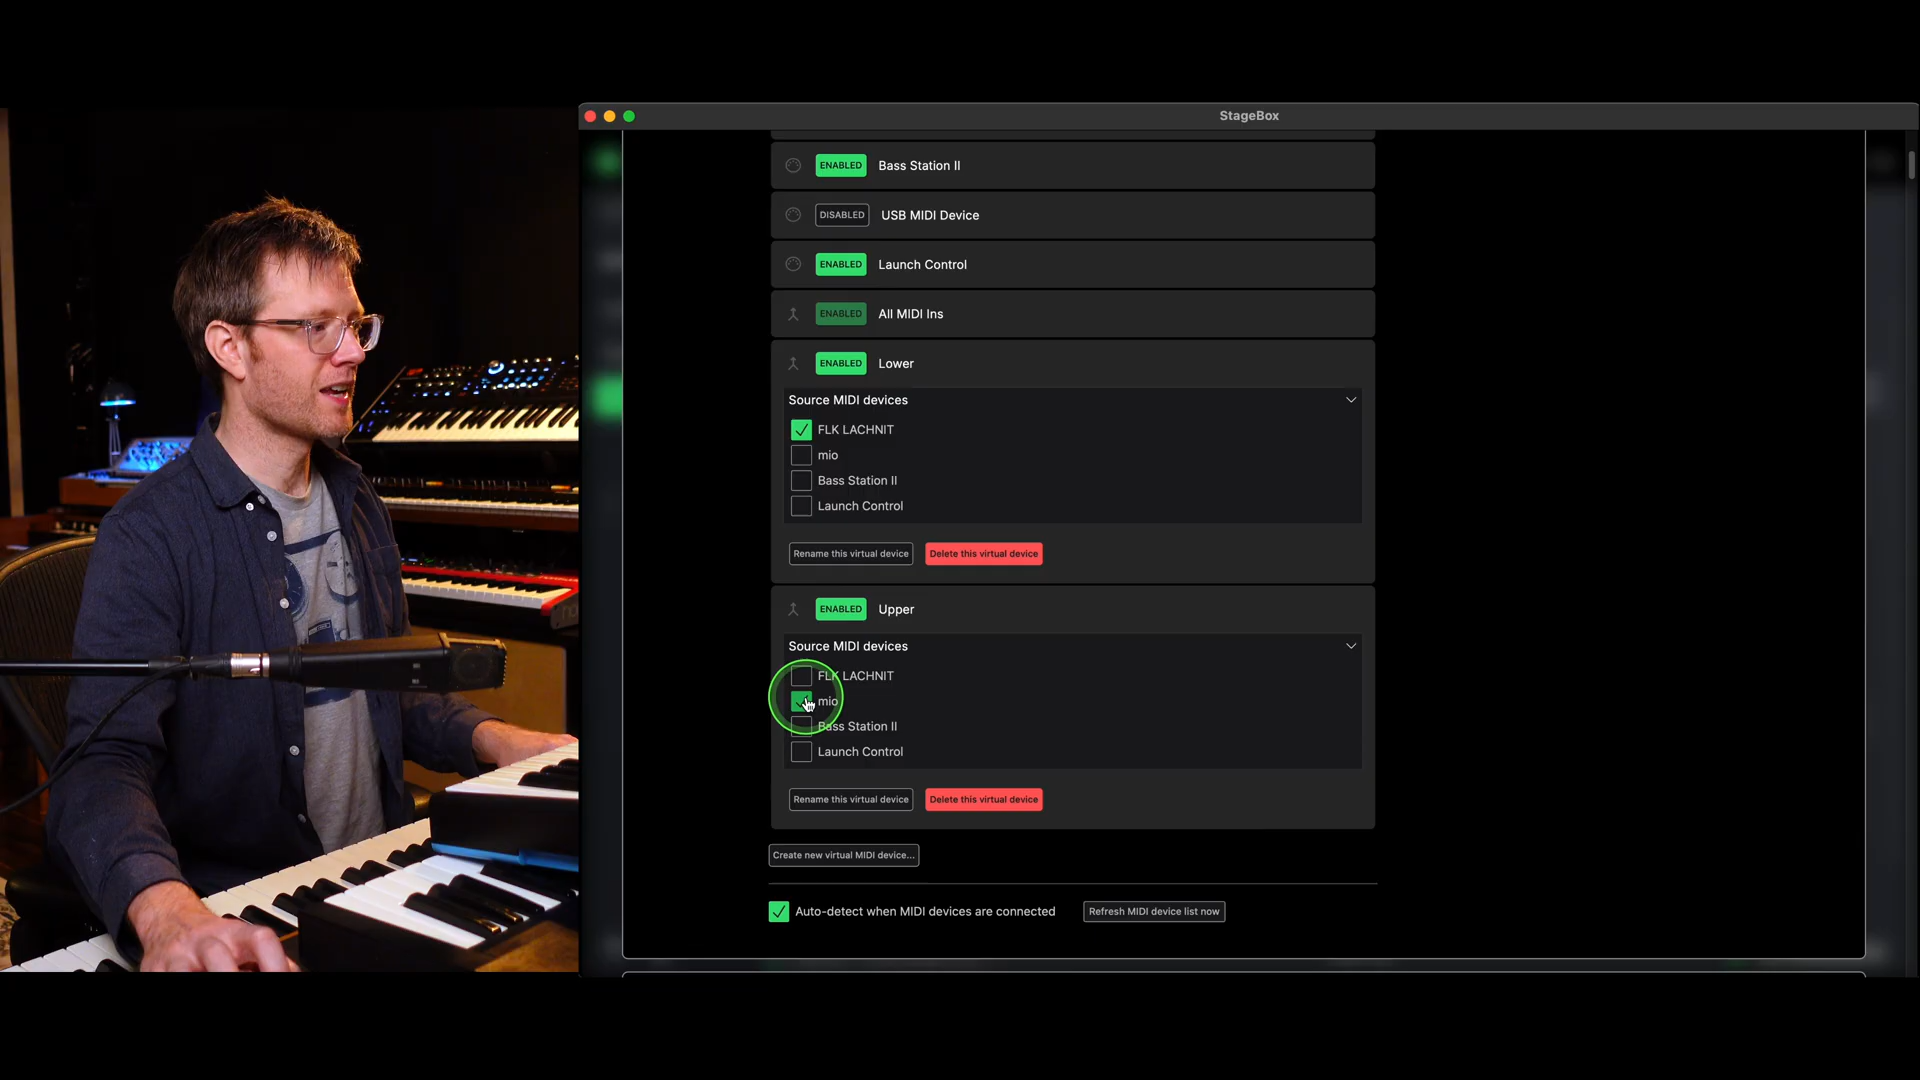 StageBox
ENABLED Bass Station II
DISABLED USB MIDI Device
ENABLED Launch Control
ENABLED All MIDI Ins
ENABLED Lower
Source MIDI devices
FLK LACHNIT
mio
Bass Station II
Launch Control
Rename this virtual device Delete this virtual device
ENABLED Upper
Source MIDI devices
FLK LACHNIT
mio
Bass Station II
Launch Control
Rename this virtual device Delete this virtual device
Create new virtual MIDI device...
Auto-detect when MIDI devices are connected Refresh MIDI device list now